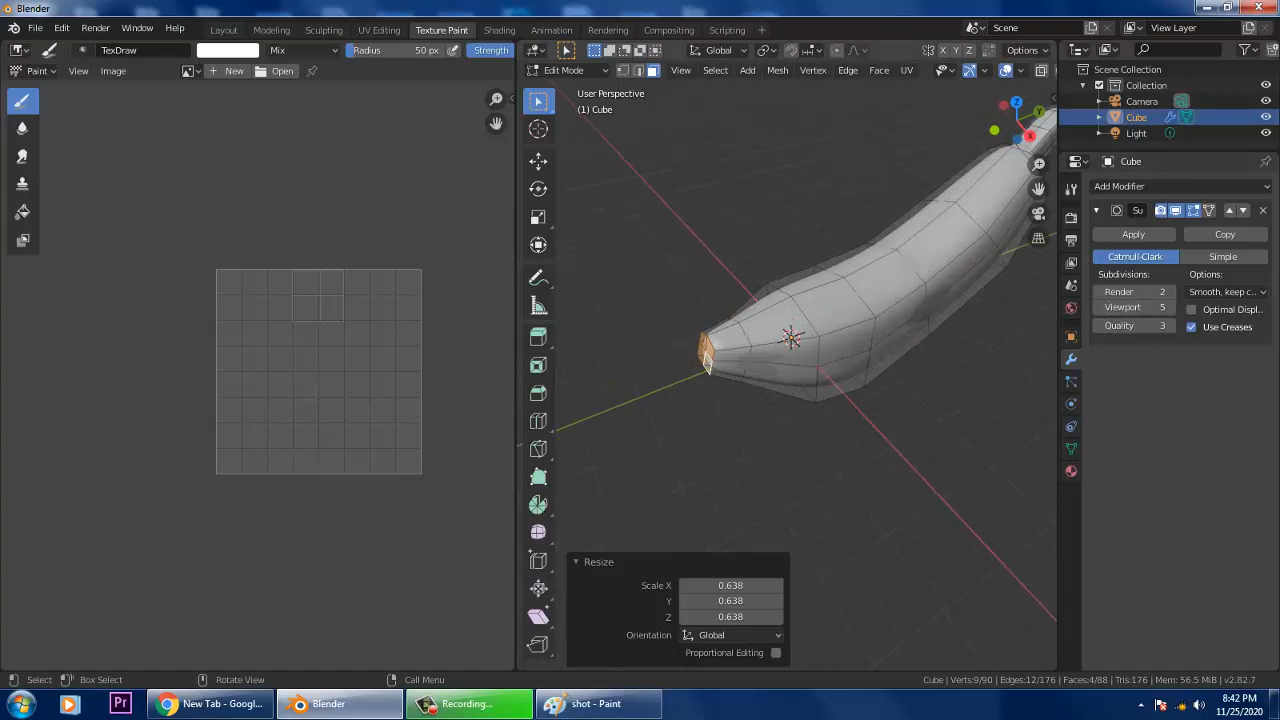 Blender
File Edit Render Window Help Layout Modeling Sculpting UV Editing Texture Paint Shading Animation Rendering Compositing Scripting Scene View Layer
TexDraw Mix Radius 50 px Strength Global X Y Z Options
Paint View Image New Open Edit Mode View Select Add Mesh Vertex Edge Face UV
Scene Collection
Collection
Camera
Cube
Light
User Perspective
(1) Cube
Z
Y
X
Cube
Add Modifier
Su
Apply Copy
Catmull-Clark Simple
Subdivisions: Options:
Render 2 Smooth, keep c...
Viewport 5 Optimal Displ..
Quality 3 Use Creases
Resize
Scale X 0.638
Y 0.638
Z 0.638
Orientation Global
Proportional Editing
Select Box Select Rotate View Call Menu Cube | Verts:9/90 | Edges:12/176 | Faces:4/88 | Tris:176 | Mem: 56.5 MiB | v2.82.7
Pr New Tab - Googl... Blender Recording... shot - Paint 8:42 PM
11/25/2020